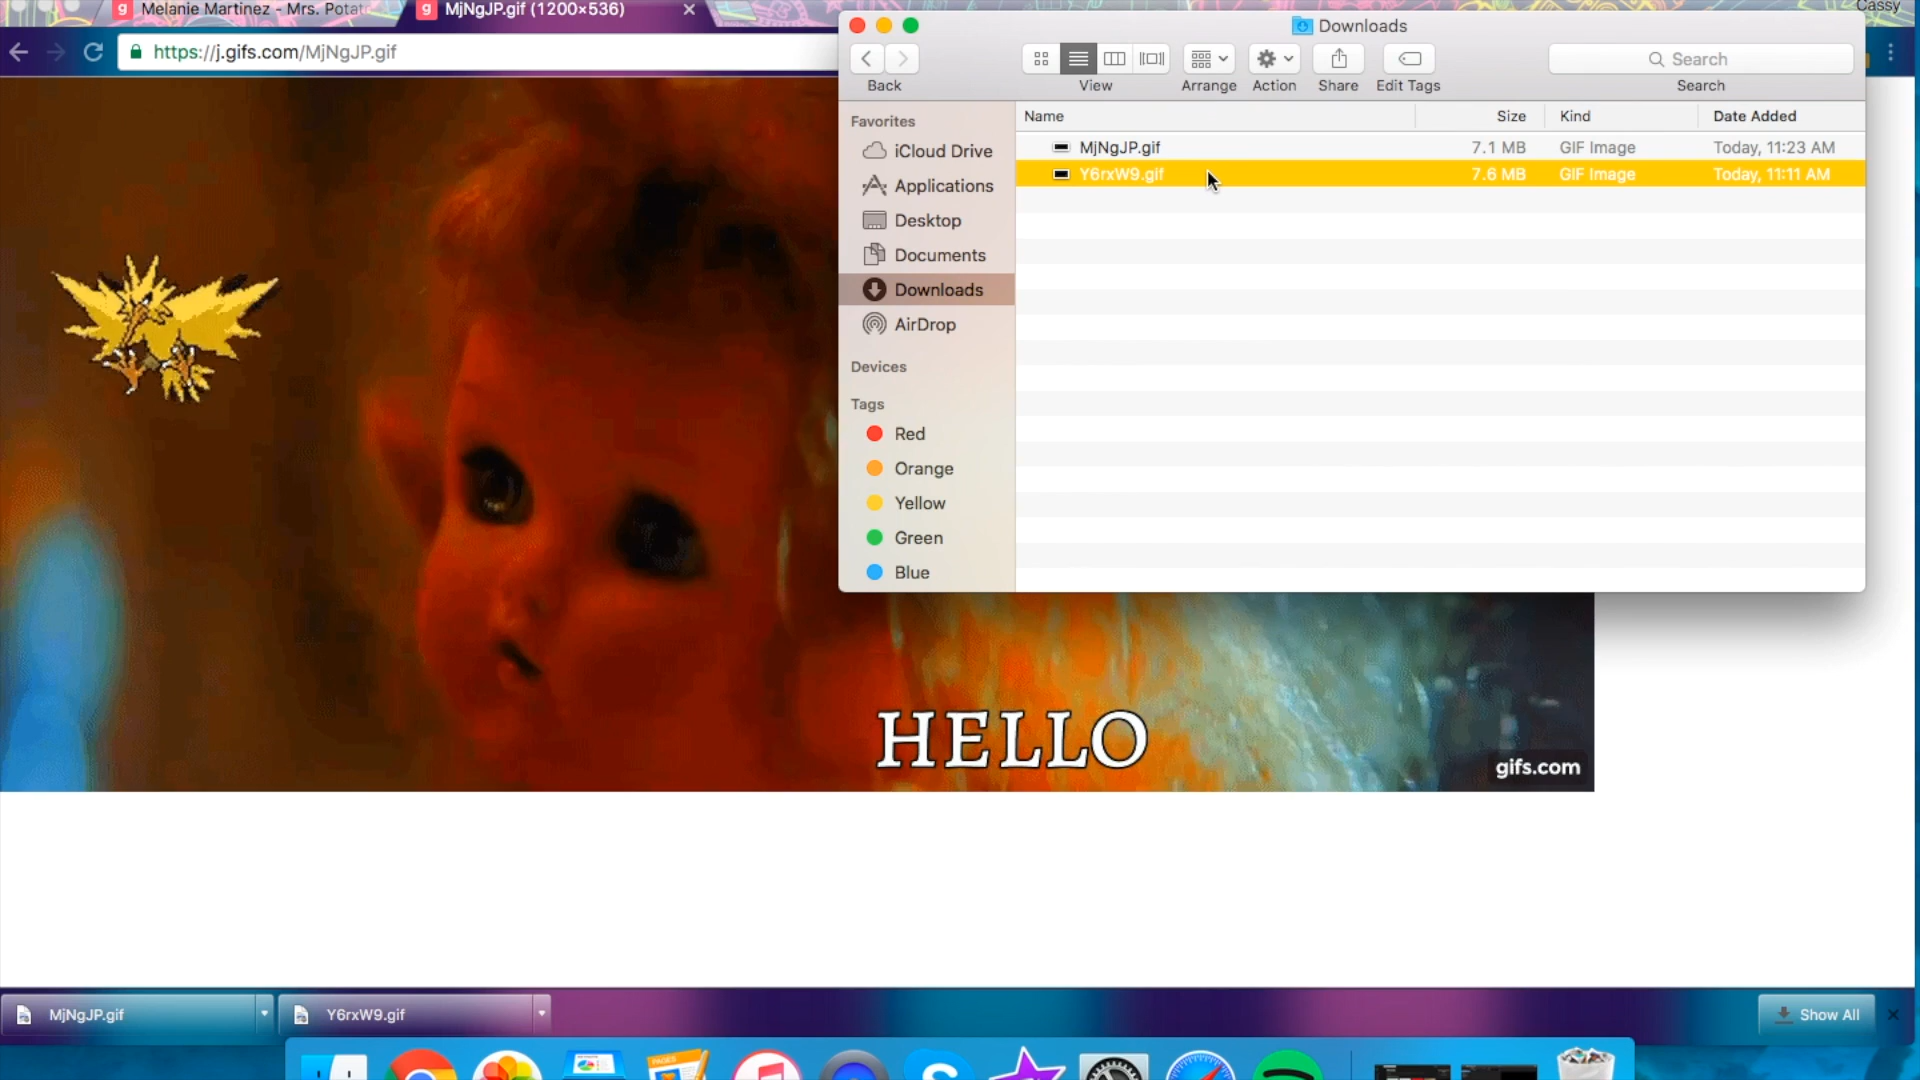 Melanie Martinez - Mrs. Potat
MjNgJP.gif (1200×536)
Cassy
https://j.gifs.com/MjNgJP.gif
Downloads
Back
View
Arrange
Action
Share
Edit Tags
Search
Search
Favorites
iCloud Drive
Applications
Desktop
Documents
Downloads
AirDrop
Devices
Tags
Red
Orange
Yellow
Green
Blue
Name Size Kind Date Added
MjNgJP.gif 7.1 MB GIF Image Today, 11:23 AM
Y6rxW9.gif 7.6 MB GIF Image Today, 11:11 AM
HELLO
gifs.com
MjNgJP.gif
Y6rxW9.gif
Show All
PAGES